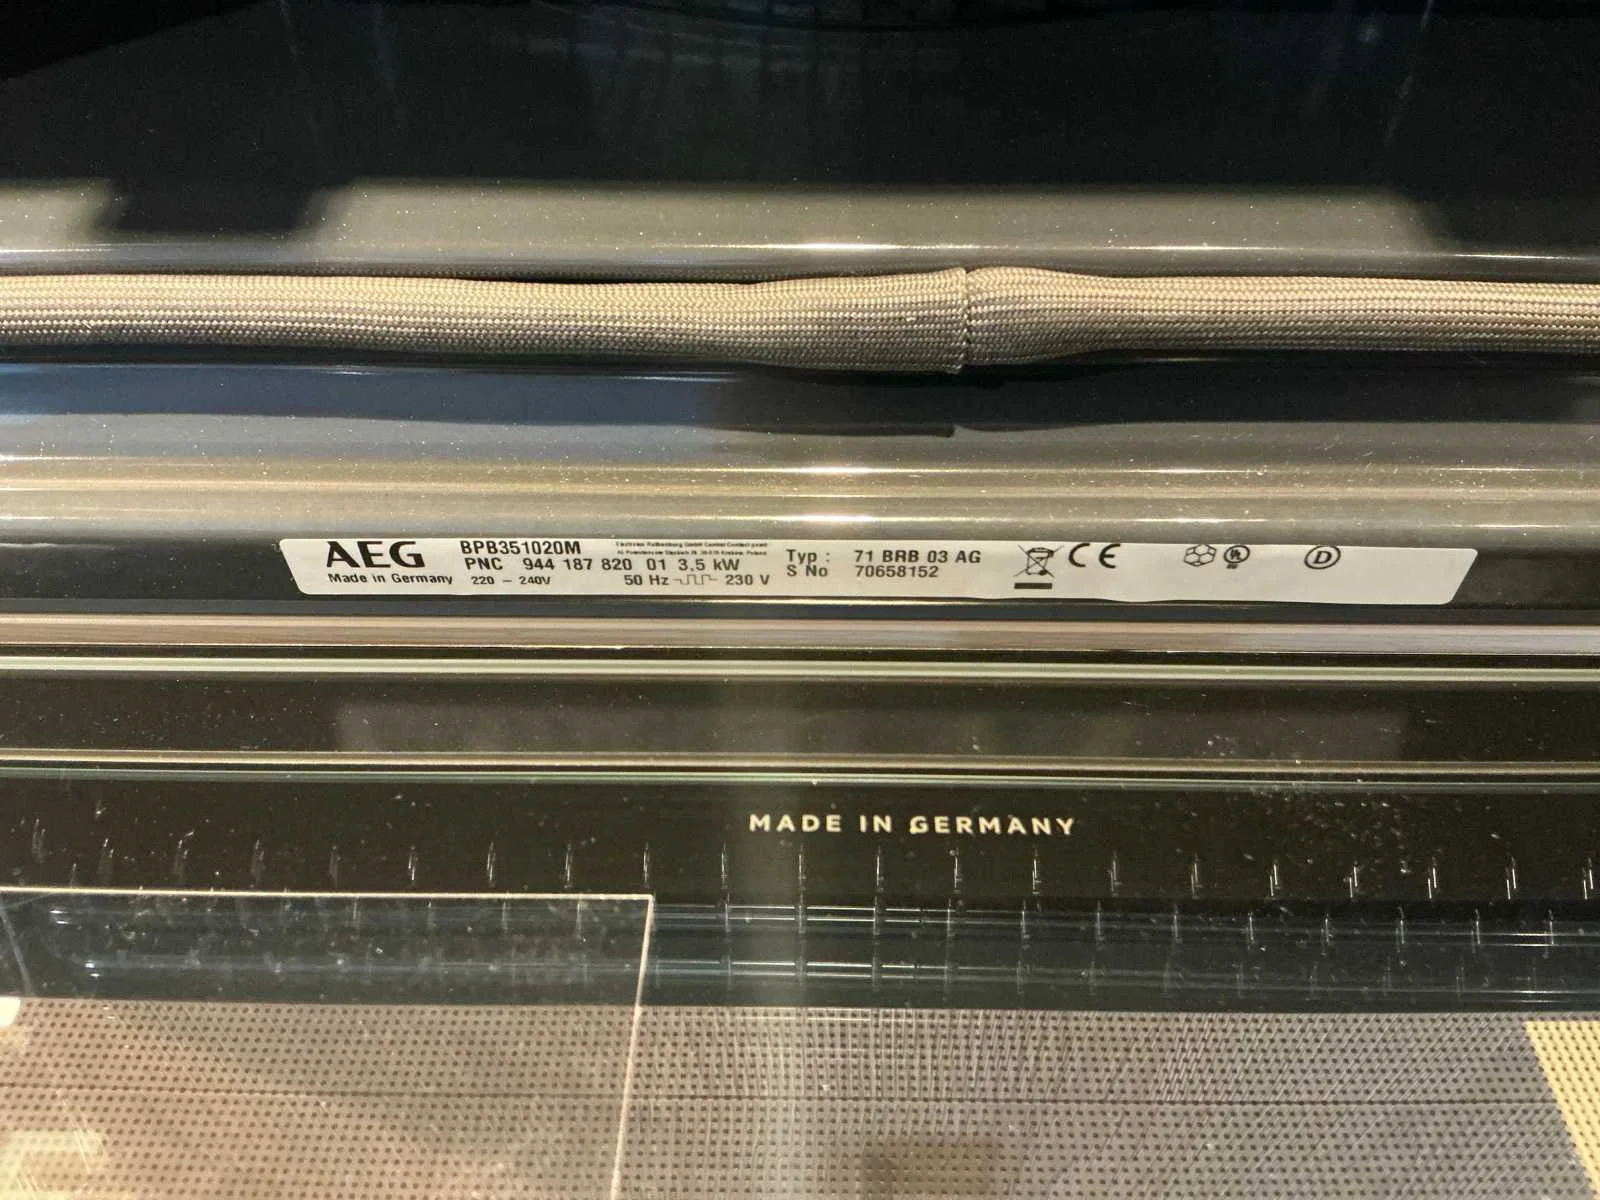 AEG
Made in Germany
BPB351020M
PNC 944 187 820 01 3,5 kW
220 – 240V 50 Hz 230 V
Typ : 71 BRB 03 AG
S No 70658152
CE
D
MADE IN GERMANY